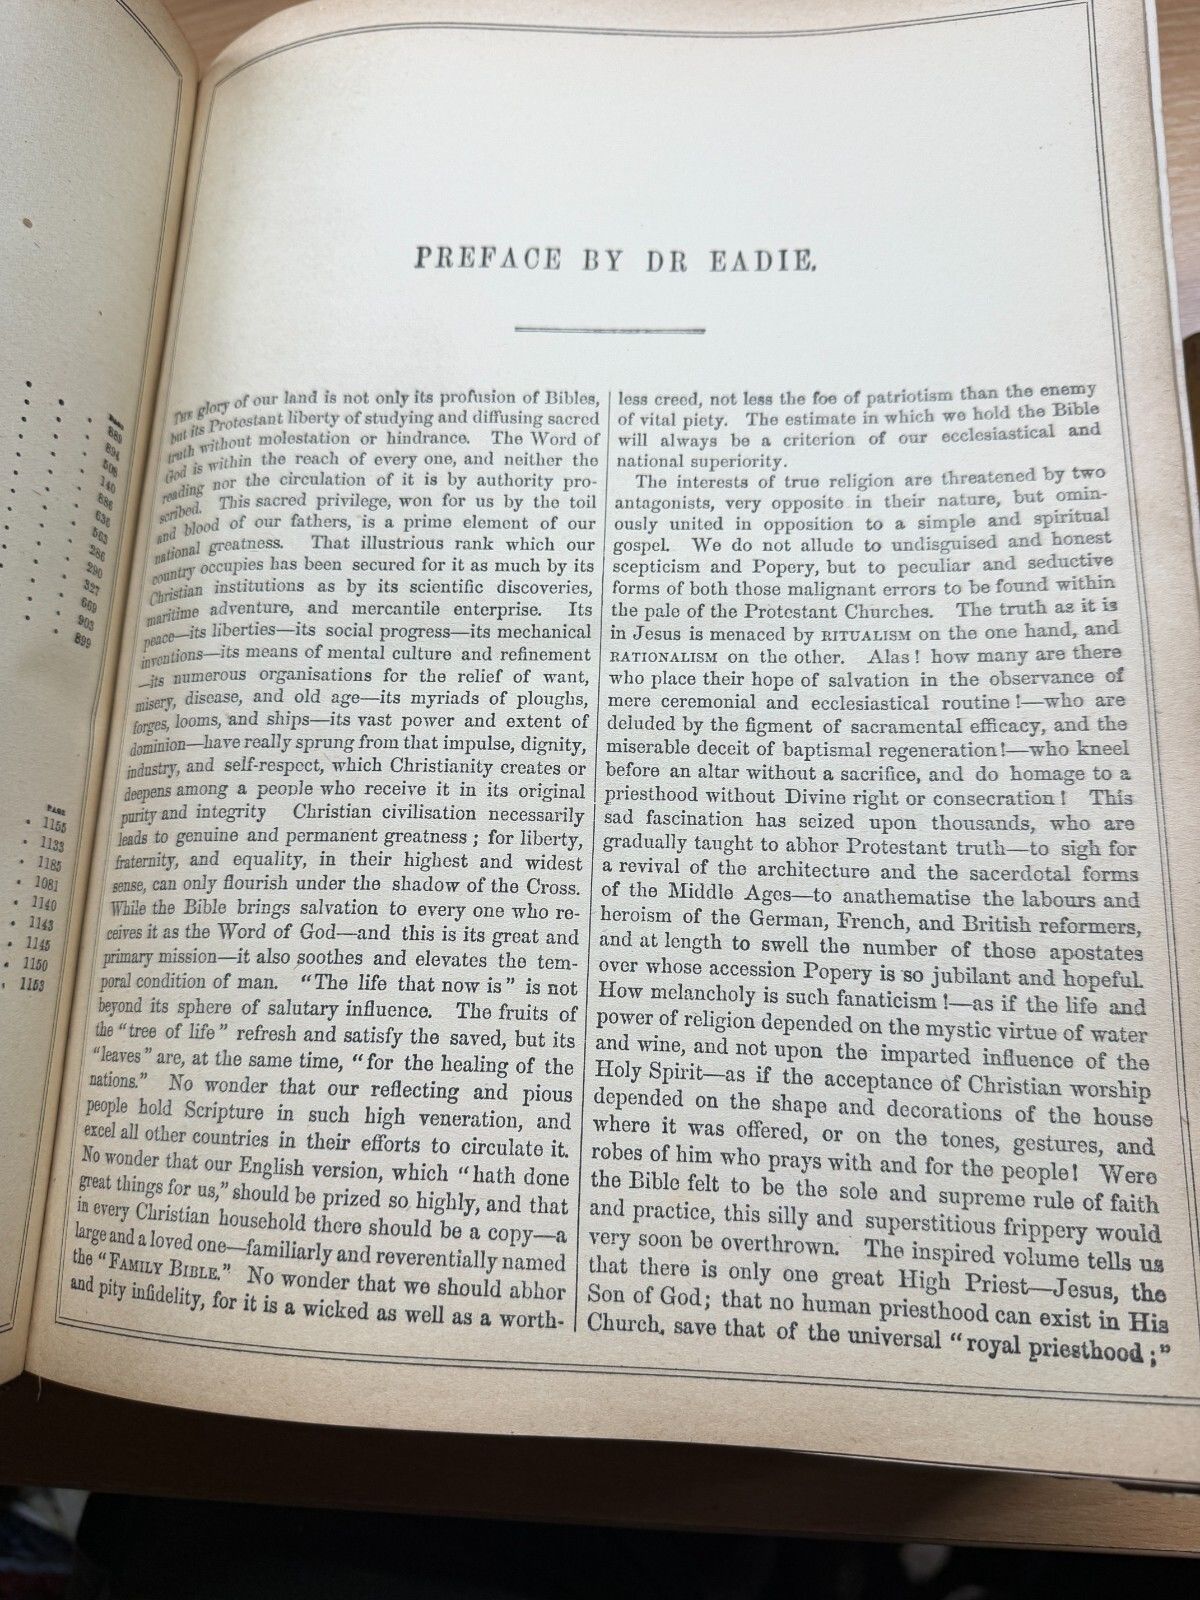 PAGE
889
894
508
140
886
636
563
286
290
327
669
903
899
PAGE
1155
1133
1185
1081
1140
1143
1145
1150
1153
PREFACE BY DR EADIE.
THE glory of our land is not only its profusion of Bibles,
but its Protestant liberty of studying and diffusing sacred
truth without molestation or hindrance. The Word of
God is within the reach of every one, and neither the
reading nor the circulation of it is by authority pro-
scribed. This sacred privilege, won for us by the toil
and blood of our fathers, is a prime element of our
national greatness. That illustrious rank which our
country occupies has been secured for it as much by its
Christian institutions as by its scientific discoveries,
maritime adventure, and mercantile enterprise. Its
peace—its liberties—its social progress—its mechanical
inventions—its means of mental culture and refinement
—its numerous organisations for the relief of want,
misery, disease, and old age—its myriads of ploughs,
forges, looms, and ships—its vast power and extent of
dominion—have really sprung from that impulse, dignity,
industry, and self-respect, which Christianity creates or
deepens among a people who receive it in its original
purity and integrity Christian civilisation necessarily
leads to genuine and permanent greatness; for liberty,
fraternity, and equality, in their highest and widest
sense, can only flourish under the shadow of the Cross.
While the Bible brings salvation to every one who re-
ceives it as the Word of God—and this is its great and
primary mission—it also soothes and elevates the tem-
poral condition of man. "The life that now is" is not
beyond its sphere of salutary influence. The fruits of
the "tree of life" refresh and satisfy the saved, but its
"leaves" are, at the same time, "for the healing of the
nations." No wonder that our reflecting and pious
people hold Scripture in such high veneration, and
excel all other countries in their efforts to circulate it.
No wonder that our English version, which "hath done
great things for us," should be prized so highly, and that
in every Christian household there should be a copy—a
large and a loved one—familiarly and reverentially named
the "FAMILY BIBLE." No wonder that we should abhor
and pity infidelity, for it is a wicked as well as a worth-
less creed, not less the foe of patriotism than the enemy
of vital piety. The estimate in which we hold the Bible
will always be a criterion of our ecclesiastical and
national superiority.
The interests of true religion are threatened by two
antagonists, very opposite in their nature, but omin-
ously united in opposition to a simple and spiritual
gospel. We do not allude to undisguised and honest
scepticism and Popery, but to peculiar and seductive
forms of both those malignant errors to be found within
the pale of the Protestant Churches. The truth as it is
in Jesus is menaced by RITUALISM on the one hand, and
RATIONALISM on the other. Alas! how many are there
who place their hope of salvation in the observance of
mere ceremonial and ecclesiastical routine!—who are
deluded by the figment of sacramental efficacy, and the
miserable deceit of baptismal regeneration!—who kneel
before an altar without a sacrifice, and do homage to a
priesthood without Divine right or consecration! This
sad fascination has seized upon thousands, who are
gradually taught to abhor Protestant truth—to sigh for
a revival of the architecture and the sacerdotal forms
of the Middle Ages—to anathematise the labours and
heroism of the German, French, and British reformers,
and at length to swell the number of those apostates
over whose accession Popery is so jubilant and hopeful.
How melancholy is such fanaticism!—as if the life and
power of religion depended on the mystic virtue of water
and wine, and not upon the imparted influence of the
Holy Spirit—as if the acceptance of Christian worship
depended on the shape and decorations of the house
where it was offered, or on the tones, gestures, and
robes of him who prays with and for the people! Were
the Bible felt to be the sole and supreme rule of faith
and practice, this silly and superstitious frippery would
very soon be overthrown. The inspired volume tells us
that there is only one great High Priest—Jesus, the
Son of God; that no human priesthood can exist in His
Church, save that of the universal "royal priesthood;"